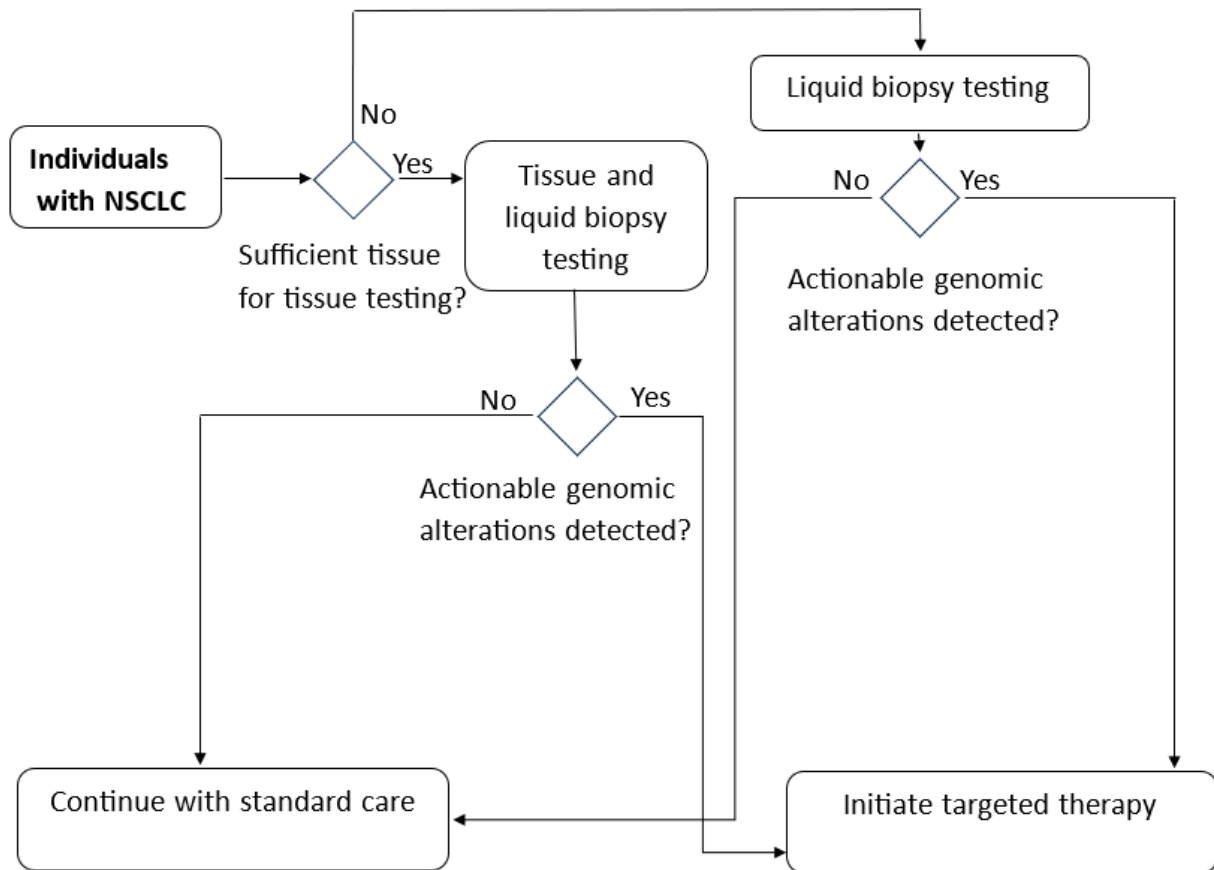 Individuals
with NSCLC
No
Yes
Sufficient tissue
for tissue testing?
Tissue and
liquid biopsy
testing
No
Yes
Actionable genomic
alterations detected?
Liquid biopsy testing
No
Yes
Actionable genomic
alterations detected?
Continue with standard care
Initiate targeted therapy